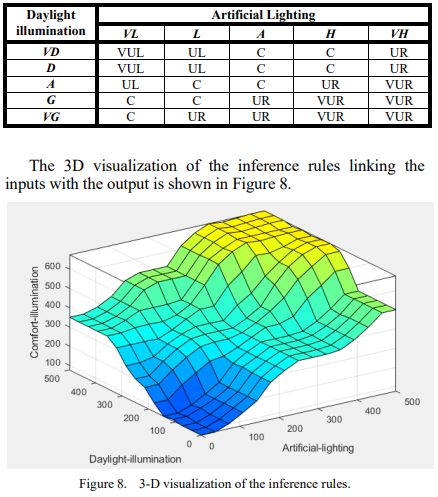 Daylight illumination Artificial Lighting
VL L A H VH
VD VUL UL C C UR
D VUL UL C C UR
A UL C C UR VUR
G C C UR VUR VUR
VG C UR UR VUR VUR
The 3D visualization of the inference rules linking the
inputs with the output is shown in Figure 8.
Comfort-illumination
600
500
400
300
200
100
500
400
300
200
100
0
0
100
200
300
400
500
Daylight-illumination
Artificial-lighting
Figure 8. 3-D visualization of the inference rules.